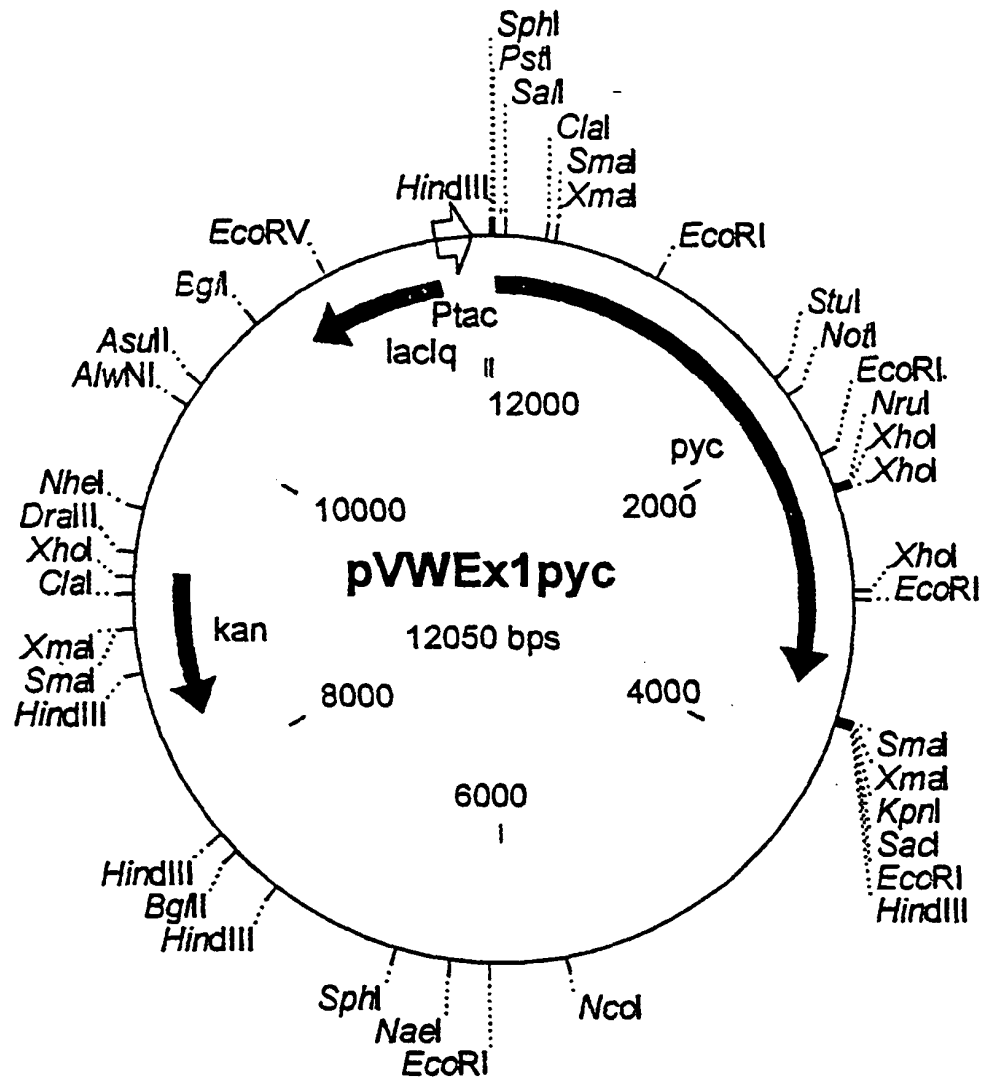 SphI
PstI
SalI
ClaI
SmaI
XmaI
HindIII
EcoRI
EcoRV
BglI
AsuII
AlwNI
StuI
NotI
EcoRI
NruI
XhoI
XhoI
Ptac
lacIq
12000
pyc
2000
10000
NheI
DraIII
XhoI
ClaI
XhoI
EcoRI
pVWEx1pyc
12050 bps
kan
XmaI
SmaI
HindIII
8000
4000
6000
SmaI
XmaI
KpnI
SacI
EcoRI
HindIII
HindIII
BglII
HindIII
SphI
NaeI
EcoRI
NcoI